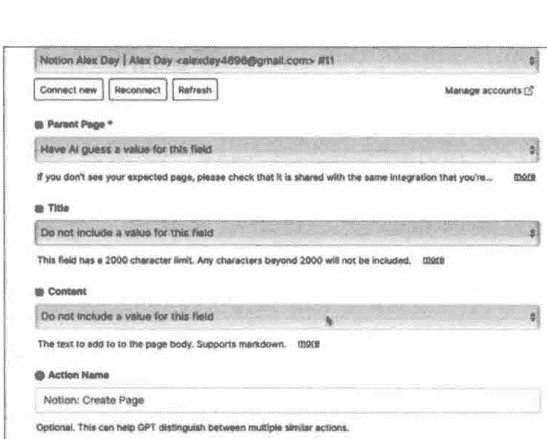 Notion Alex Day | Alex Day <alexday4696@gmail.com> #11
Connect new Reconnect Refresh Manage accounts
Parent Page *
Have AI guess a value for this field
If you don't see your expected page, please check that it is shared with the same integration that you're... more
Title
Do not include a value for this field
This field has a 2000 character limit. Any characters beyond 2000 will not be included. more
Content
Do not include a value for this field
The text to add to to the page body. Supports markdown. more
Action Name
Notion: Create Page
Optional. This can help GPT distinguish between multiple similar actions.